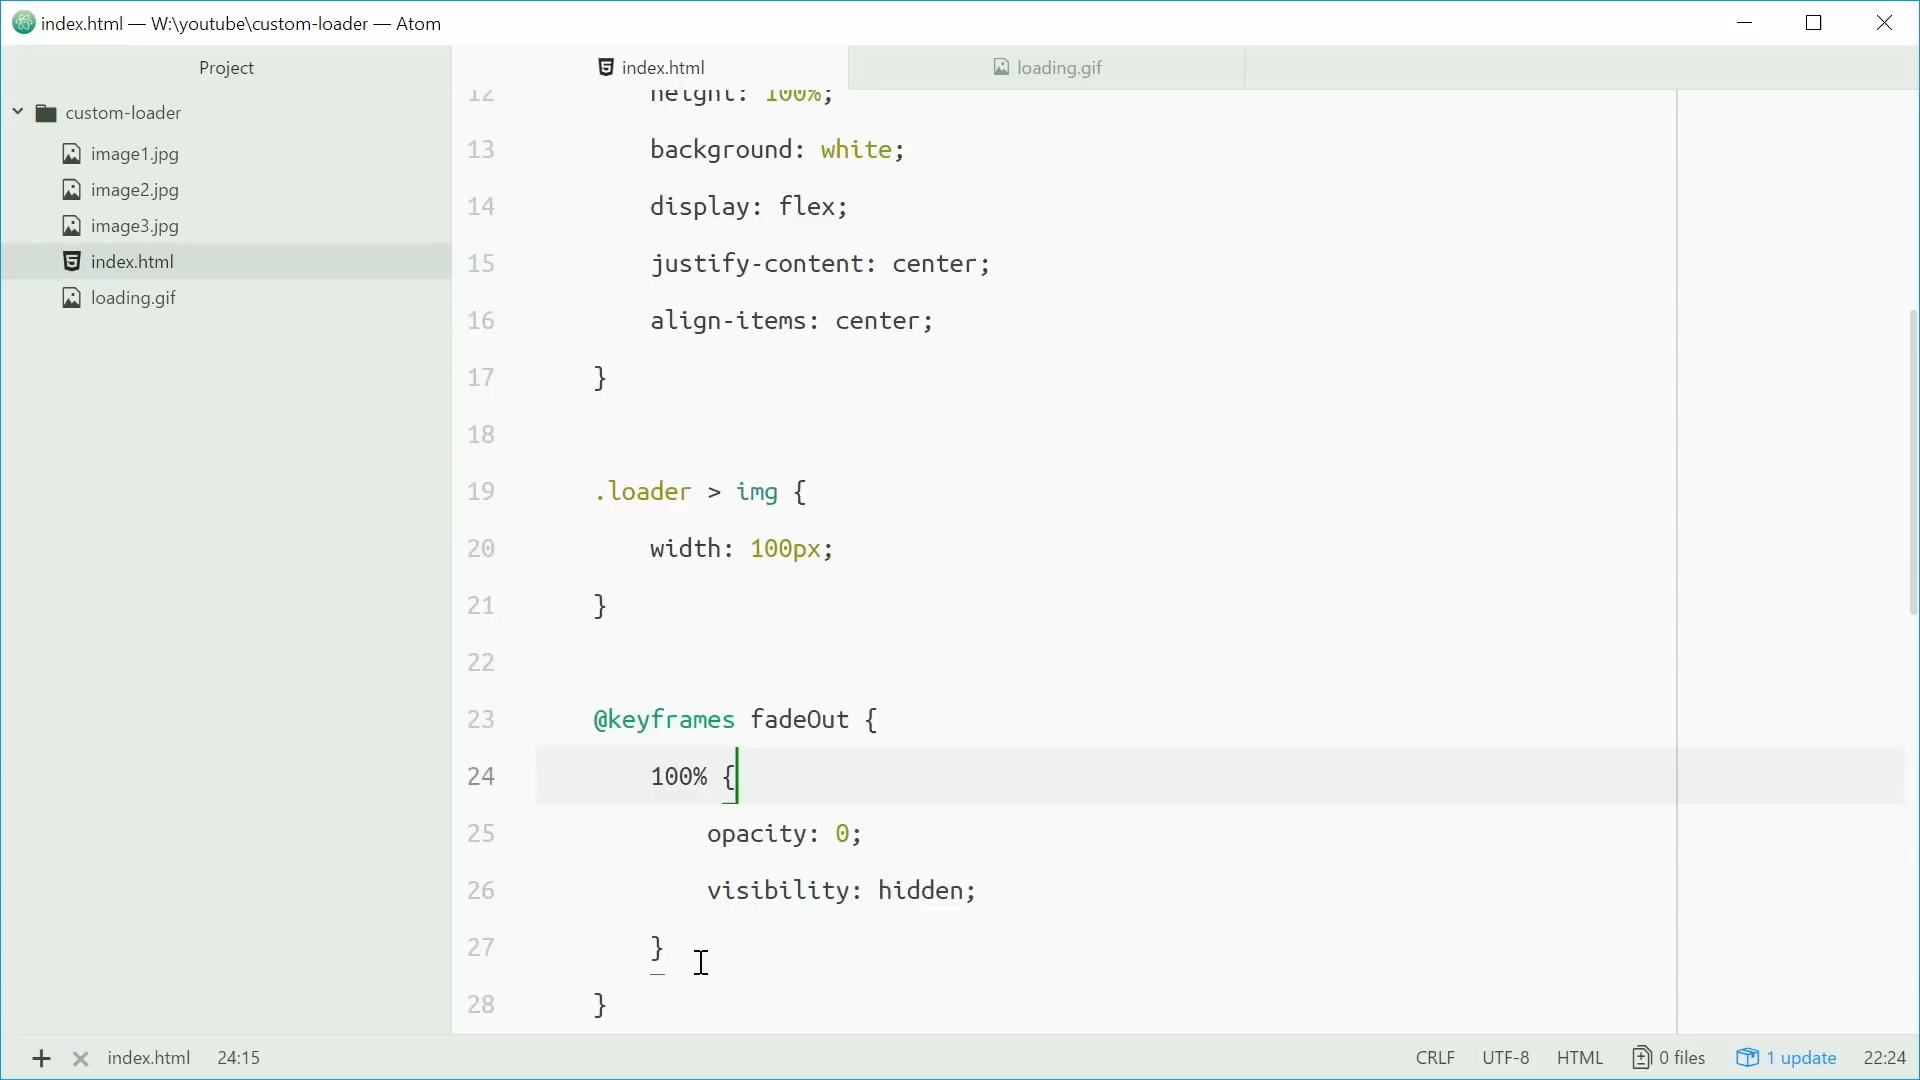 index.html — W:\youtube\custom-loader — Atom
Project
index.html
loading.gif
custom-loader
image1.jpg
image2.jpg
image3.jpg
index.html
loading.gif
12 height: 100%;
13 background: white;
14 display: flex;
15 justify-content: center;
16 align-items: center;
17 }
18
19 .loader > img {
20 width: 100px;
21 }
22
23 @keyframes fadeOut {
24 100% {
25 opacity: 0;
26 visibility: hidden;
27 }
28 }
index.html 24:15 CRLF UTF-8 HTML 0 files 1 update 22:24